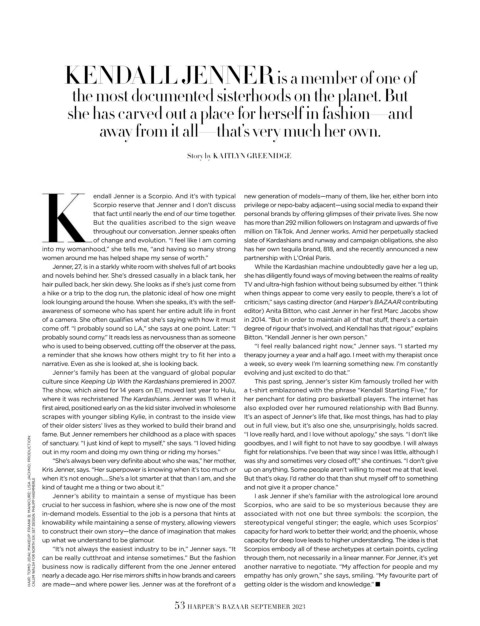 KENDALL JENNER is a member of one of
the most documented sisterhoods on the planet. But
she has carved out a place for herself in fashion—and
away from it all—that's very much her own.
Story by KAITLYN GREENIDGE
Kendall Jenner is a Scorpio. And it's with typical
Scorpio reserve that Jenner and I don't discuss
that fact until nearly the end of our time together.
But the qualities ascribed to the sign weave
throughout our conversation. Jenner speaks often
of change and evolution. "I feel like I am coming
into my womanhood," she tells me, "and having so many strong
women around me has helped shape my sense of worth."
Jenner, 27, is in a starkly white room with shelves full of art books
and novels behind her. She's dressed casually in a black tank, her
hair pulled back, her skin dewy. She looks as if she's just come from
a hike or a trip to the dog run, the platonic ideal of how one might
look lounging around the house. When she speaks, it's with the self-
awareness of someone who has spent her entire adult life in front
of a camera. She often qualifies what she's saying with how it must
come off. "I probably sound so LA," she says at one point. Later: "I
probably sound corny." It reads less as nervousness than as someone
who is used to being observed, cutting off the observer at the pass,
a reminder that she knows how others might try to fit her into a
narrative. Even as she is looked at, she is looking back.
Jenner's family has been at the vanguard of global popular
culture since Keeping Up With the Kardashians premiered in 2007.
The show, which aired for 14 years on E!, moved last year to Hulu,
where it was rechristened The Kardashians. Jenner was 11 when it
first aired, positioned early on as the kid sister involved in wholesome
scrapes with younger sibling Kylie, in contrast to the inside view
of their older sisters' lives as they worked to build their brand and
fame. But Jenner remembers her childhood as a place with spaces
of sanctuary. "I just kind of kept to myself," she says. "I loved hiding
out in my room and doing my own thing or riding my horses."
"She's always been very definite about who she was," her mother,
Kris Jenner, says. "Her superpower is knowing when it's too much or
when it's not enough....She's a lot smarter at that than I am, and she
kind of taught me a thing or two about it."
Jenner's ability to maintain a sense of mystique has been
crucial to her success in fashion, where she is now one of the most
in-demand models. Essential to the job is a persona that hints at
knowability while maintaining a sense of mystery, allowing viewers
to construct their own story—the dance of imagination that makes
up what we understand to be glamour.
"It's not always the easiest industry to be in," Jenner says. "It
can be really cutthroat and intense sometimes." But the fashion
business now is radically different from the one Jenner entered
nearly a decade ago. Her rise mirrors shifts in how brands and careers
are made—and where power lies. Jenner was at the forefront of a
new generation of models—many of them, like her, either born into
privilege or nepo-baby adjacent—using social media to expand their
personal brands by offering glimpses of their private lives. She now
has more than 292 million followers on Instagram and upwards of five
million on TikTok. And Jenner works. Amid her perpetually stacked
slate of Kardashians and runway and campaign obligations, she also
has her own tequila brand, 818, and she recently announced a new
partnership with L'Oréal Paris.
While the Kardashian machine undoubtedly gave her a leg up,
she has apparently found ways of moving between the realms of reality
TV and ultra-high fashion without being subsumed by either. "I think
when things appear to come very easily to people, there's a lot of
criticism," says casting director (and Harper's BAZAAR contributing
editor) Anita Bitton, who cast Jenner in her first Marc Jacobs show
in 2014. "But in order to maintain all of that stuff, there's a certain
degree of rigour that's involved, and Kendall has that rigour," explains
Bitton. "Kendall Jenner is her own person."
"I feel really balanced right now," Jenner says. "I started my
therapy journey a year and a half ago. I meet with my therapist once
a week, so every week I'm learning something new. I'm constantly
evolving and just excited to do that."
This past spring, Jenner's sister Kim famously trolled her with
a t-shirt emblazoned with the phrase "Kendall Starting Five," for
her penchant for dating pro basketball players. The internet has
also exploded over her rumoured relationship with Bad Bunny.
It's an aspect of Jenner's life that, like most things, has had to play
out in full view, but it's also one she, unsurprisingly, holds sacred.
"I love really hard, and I love without apology," she says. "I don't like
goodbyes, and I will fight to not have to say goodbye. I will always
fight for relationships. I've been that way since I was little, although I
was shy and sometimes very closed off," she continues. "I don't give
up on anything. Some people aren't willing to meet me at that level.
But that's okay. I'd rather do that than shut myself off to something
and not give it a proper chance."
I ask Jenner if she's familiar with the astrological lore around
Scorpios, who are said to be so mysterious because they are
associated with not one but three symbols: the scorpion, the
stereotypical vengeful stinger; the eagle, which uses Scorpios'
capacity for hard work to better their world; and the phoenix, whose
capacity for deep love leads to higher understanding. The idea is that
Scorpios embody all of these archetypes at certain points, cycling
through them, not necessarily in a linear manner. For Jenner, it's yet
another narrative to negotiate. "My affection for people and my
empathy has only grown," she says, smiling. "My favourite part of
getting older is the wisdom and knowledge." ■
53 HARPER'S BAZAAR SEPTEMBER 2023